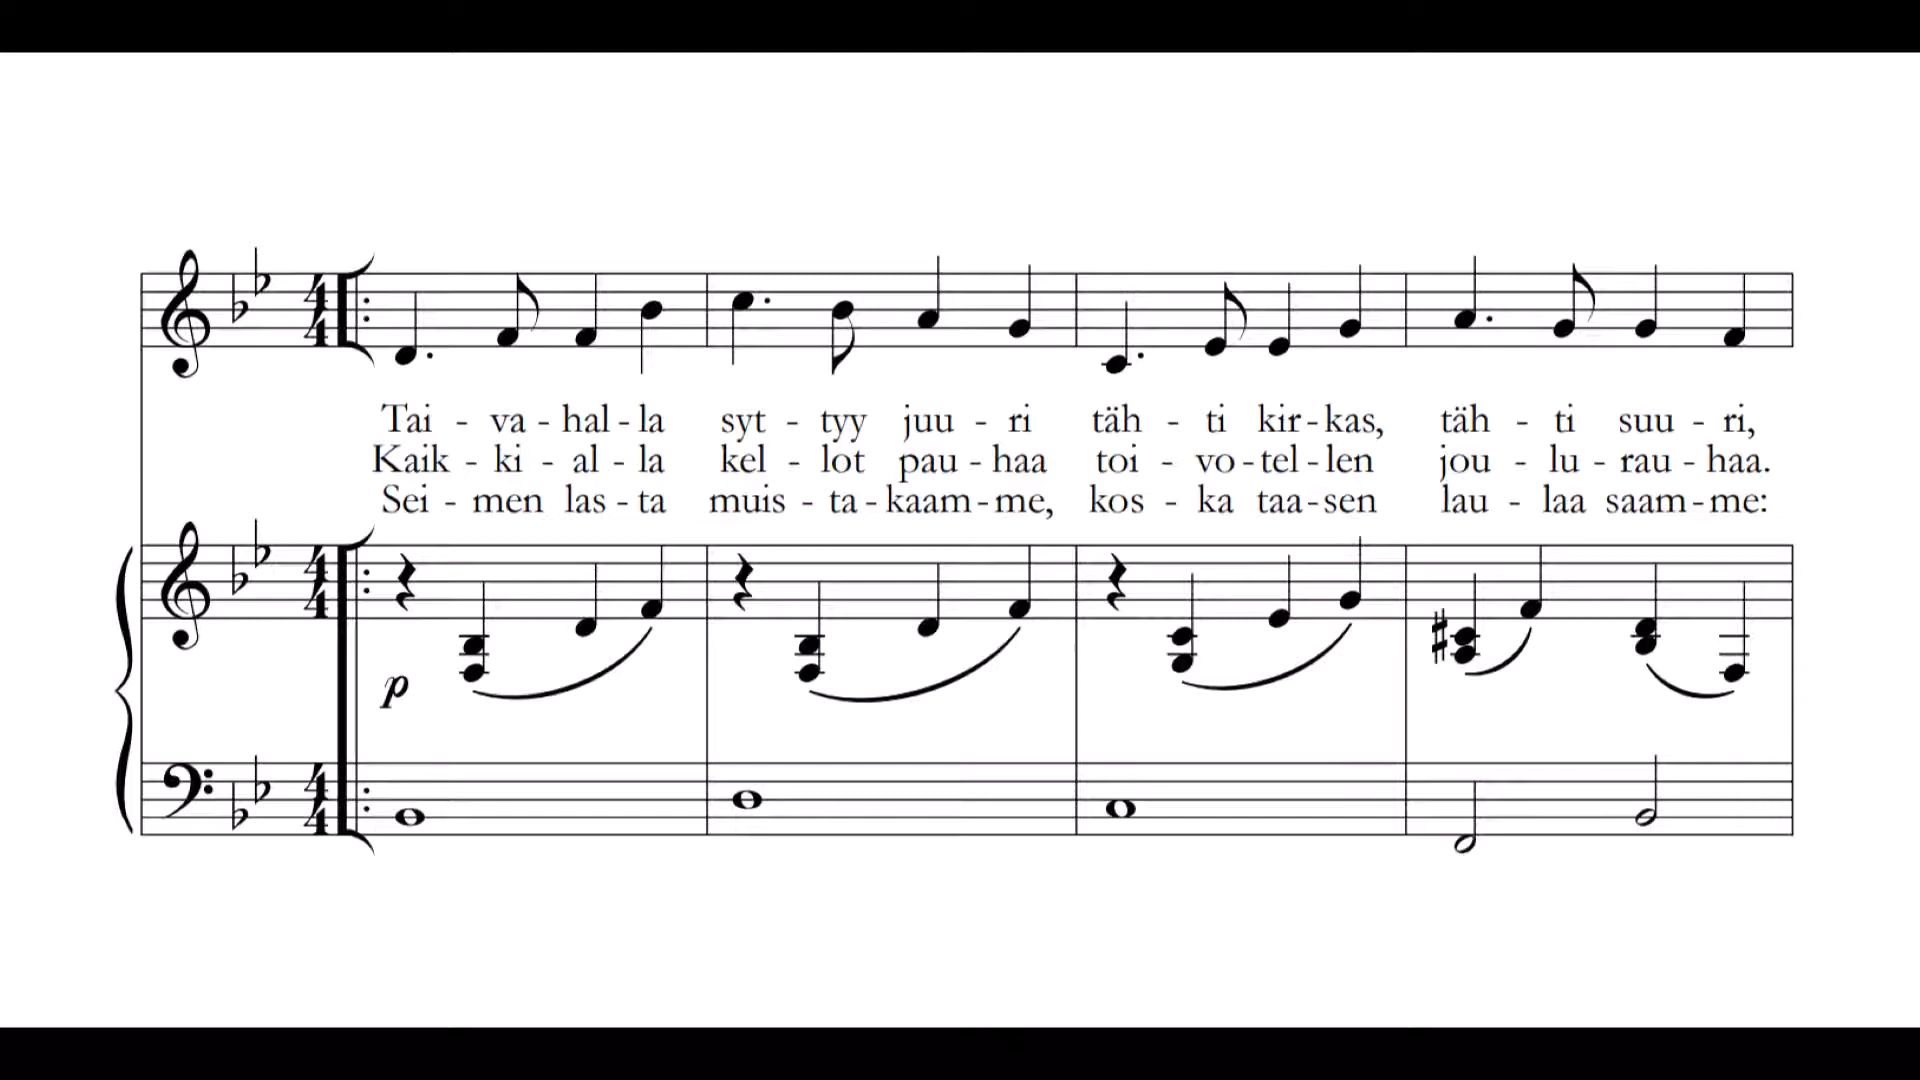 Tai - va - hal - la syt - tyy juu - ri täh - ti kir - kas, täh - ti suu - ri,
Kaik - ki - al - la kel - lot pau - haa toi - vo - tel - len jou - lu - rau - haa.
Sei - men las - ta muis - ta - kaam - me, kos - ka taa - sen lau - laa saam - me:
p